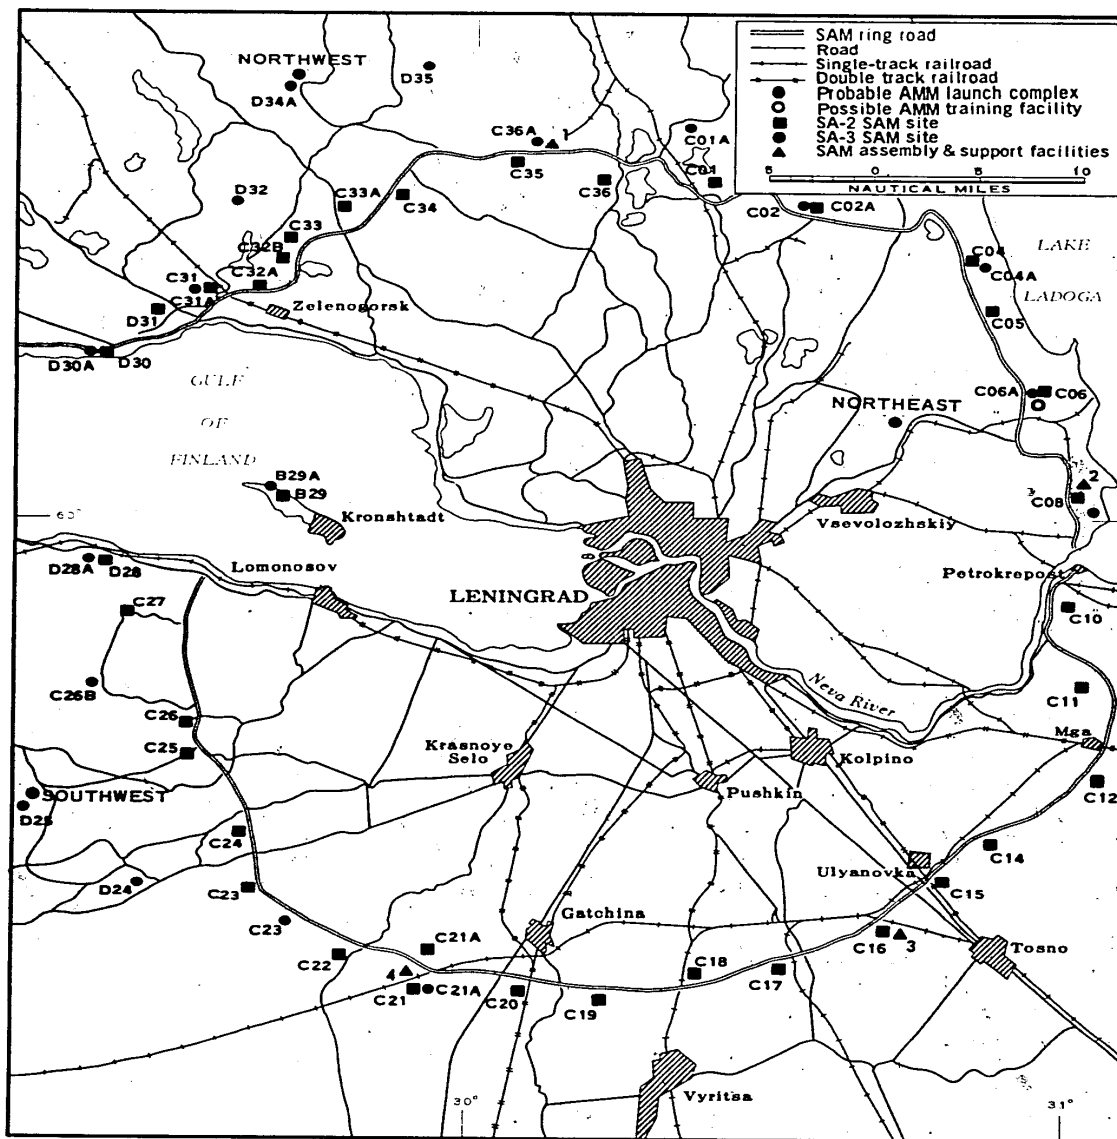 SAM ring road
Road
Single-track railroad
Double track railroad
Probable AMM launch complex
Possible AMM training facility
SA-2 SAM site
SA-3 SAM site
SAM assembly & support facilities
5 0 5 10
NAUTICAL MILES
NORTHWEST
D34A
D35
C36A
1
C01A
C35
C36
C01
D32
C33A
C34
C02
C02A
C33
C32B
C32A
C31
C31A
D31
C04
C04A
LAKE
LADOGA
C05
Zelenogorsk
D30A
D30
GULF
OF
FINLAND
C06A
C06
NORTHEAST
B29A
B29
Kronshtadt
2
C08
60°
Vsevolozhskiy
D28A
D28
Lomonosov
LENINGRAD
Petrokrepost
C27
C10
C26B
C26
C25
Neva River
C11
Mga
Krasnoye
Selo
Kolpino
Pushkin
SOUTHWEST
D25
C12
C24
C14
Ulyanovka
D24
C23
C15
C23
Gatchina
C21A
C22
C16
3
Tosno
4
C18
C17
C21
C21A
C20
C19
Vyritsa
30°
31°